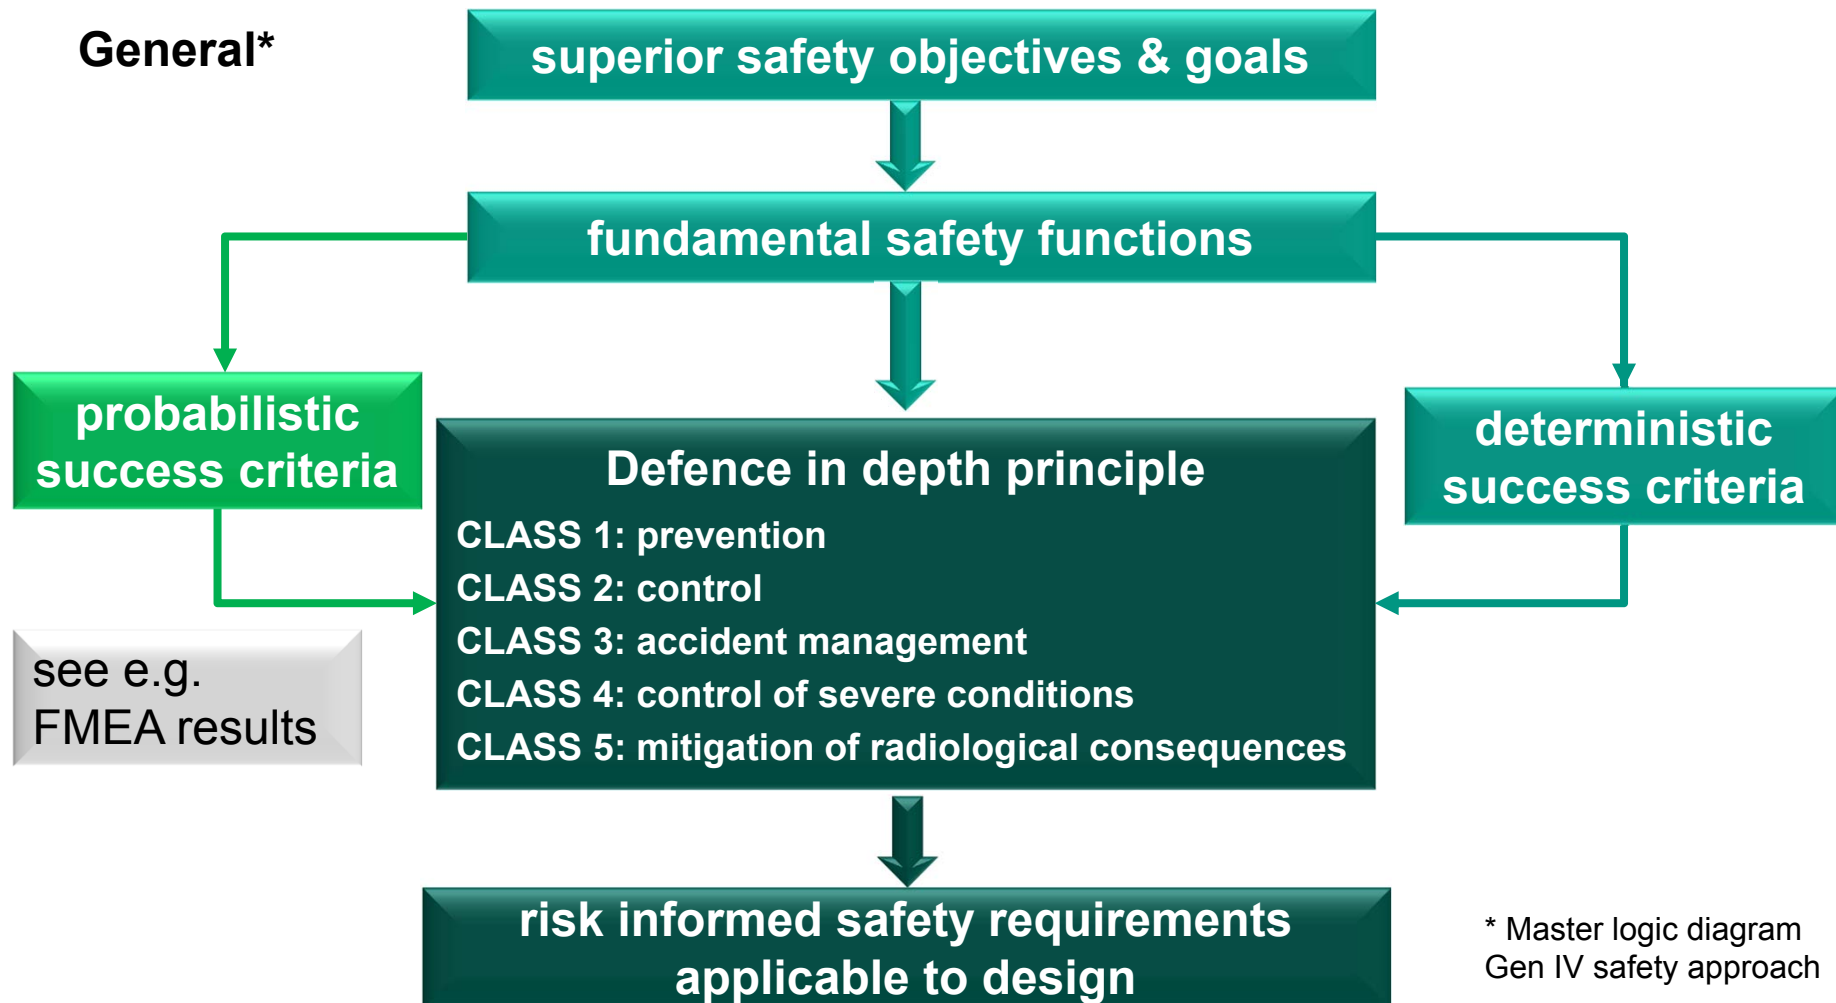 General*
superior safety objectives & goals
fundamental safety functions
probabilistic
success criteria
deterministic
success criteria
Defence in depth principle
CLASS 1: prevention
CLASS 2: control
CLASS 3: accident management
CLASS 4: control of severe conditions
CLASS 5: mitigation of radiological consequences
see e.g.
FMEA results
risk informed safety requirements
applicable to design
* Master logic diagram
Gen IV safety approach